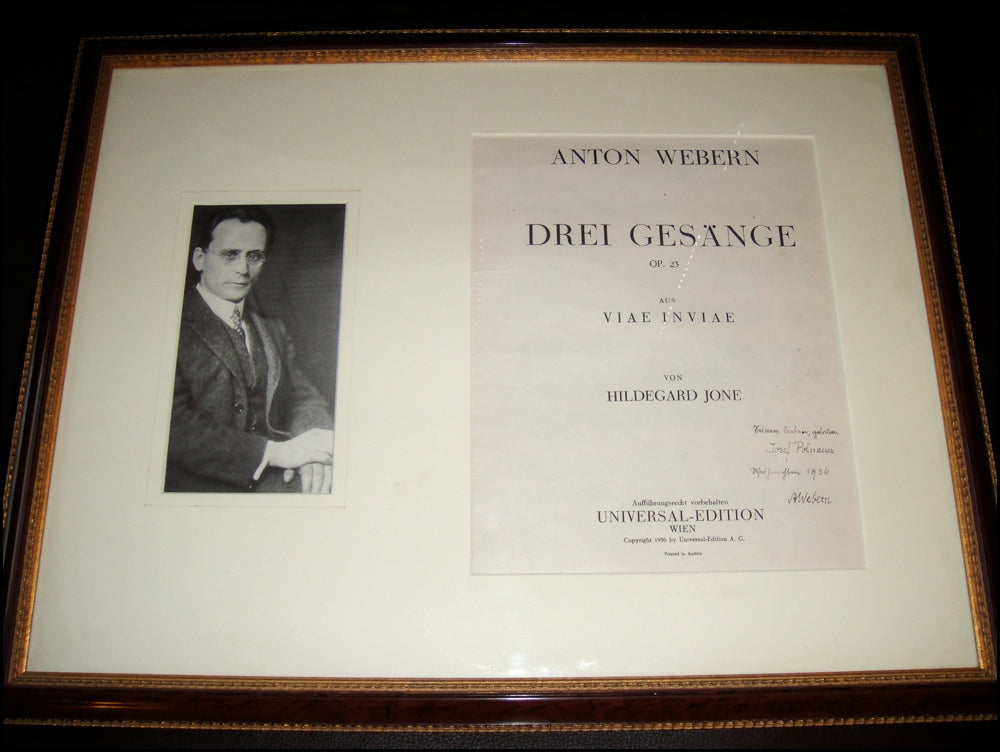 ANTON WEBERN
DREI GESÄNGE
OP. 23
AUS
VIAE INVIAE
VON
HILDEGARD JONE
Josef Polnauer
1936
AWebern
Aufführungsrecht vorbehalten
UNIVERSAL-EDITION
WIEN
Copyright 1936 by Universal-Edition A. G.
Printed in Austria